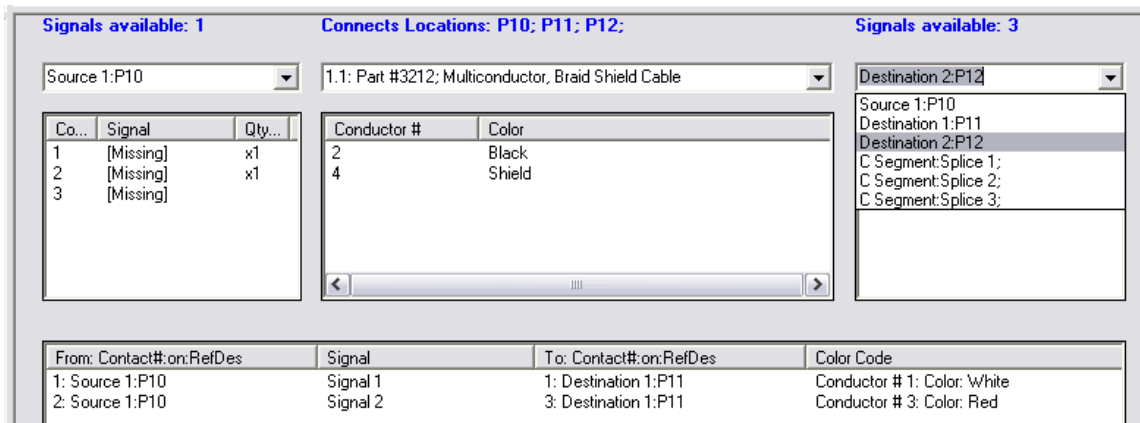 Signals available: 1 Connects Locations: P10; P11; P12; Signals available: 3
Source 1:P10 1.1: Part #3212; Multiconductor, Braid Shield Cable Destination 2:P12
Source 1:P10
Destination 1:P11
Destination 2:P12
C Segment:Splice 1;
C Segment:Splice 2;
C Segment:Splice 3;
Co... Signal Qty...
1 [Missing] x1
2 [Missing] x1
3 [Missing]
Conductor # Color
2 Black
4 Shield
From: Contact#:on:RefDes Signal To: Contact#:on:RefDes Color Code
1: Source 1:P10 Signal 1 1: Destination 1:P11 Conductor # 1: Color: White
2: Source 1:P10 Signal 2 3: Destination 1:P11 Conductor # 3: Color: Red